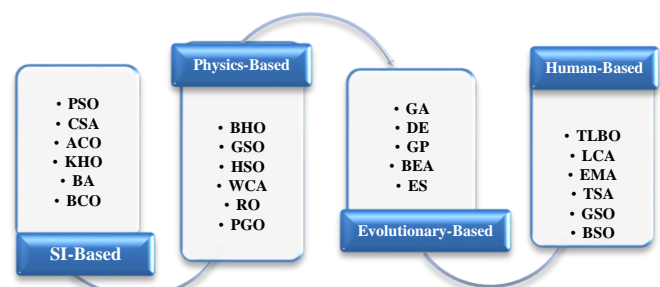 • PSO
• CSA
• ACO
• KHO
• BA
• BCO
SI-Based
Physics-Based
• BHO
• GSO
• HSO
• WCA
• RO
• PGO
• GA
• DE
• GP
• BEA
• ES
Evolutionary-Based
Human-Based
• TLBO
• LCA
• EMA
• TSA
• GSO
• BSO